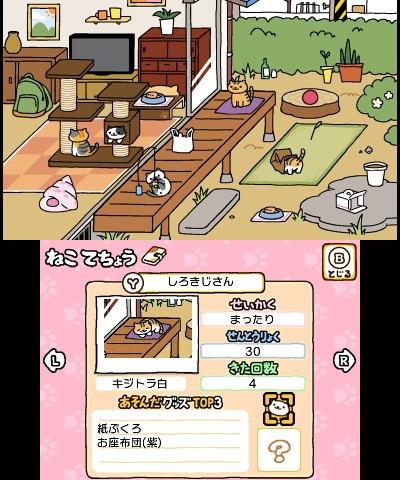 ねこてちょう
B
とじる
Y
しろきじさん
せいかく
まったり
せんとうりょく
30
L
R
きた回数
キジトラ白
4
あそんだグッズTOP3
紙ぶくろ
お座布団(紫)
?